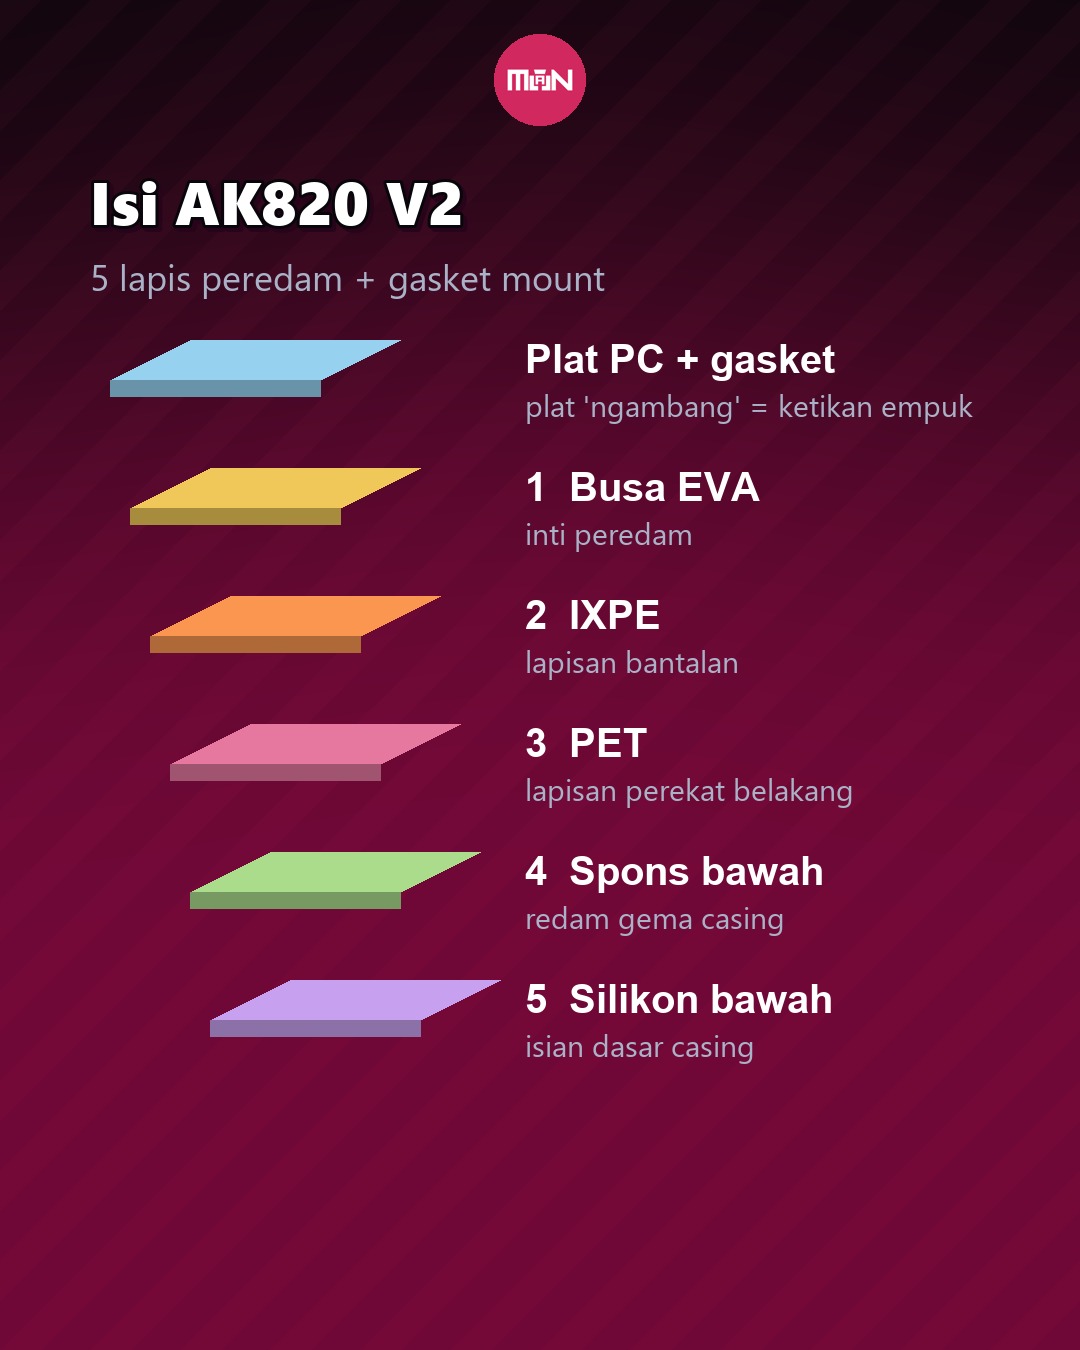 MLAN
Isi AK820 V2
5 lapis peredam + gasket mount
Plat PC + gasket
plat 'ngambang' = ketikan empuk
1 Busa EVA
inti peredam
2 IXPE
lapisan bantalan
3 PET
lapisan perekat belakang
4 Spons bawah
redam gema casing
5 Silikon bawah
isian dasar casing